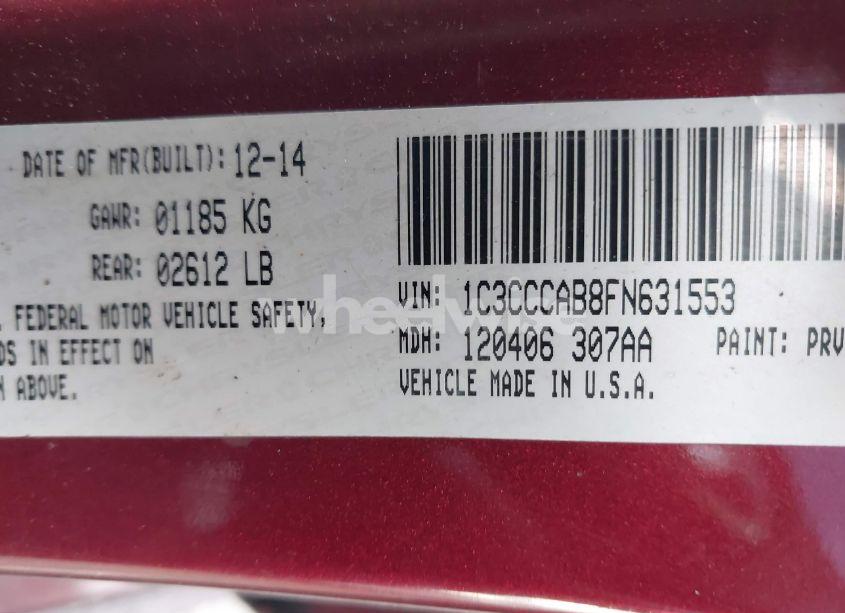 DATE OF MFR(BUILT): 12-14
GAWR: 01185 KG
REAR: 02612 LB
FEDERAL MOTOR VEHICLE SAFETY,
IN EFFECT ON
ABOVE.
VIN: 1C3CCCAB8FN631553
MDH: 120406 307AA PAINT: PRV
VEHICLE MADE IN U.S.A.
wheelwise